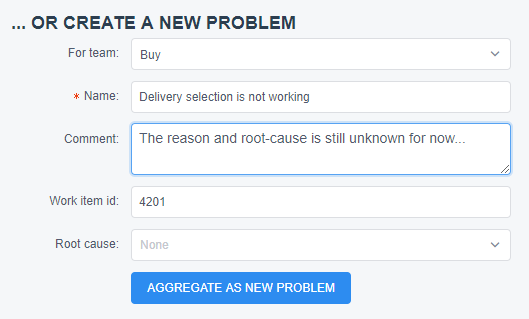 ... OR CREATE A NEW PROBLEM
For team: Buy
* Name: Delivery selection is not working
Comment: The reason and root-cause is still unknown for now...
Work item id: 4201
Root cause: None
AGGREGATE AS NEW PROBLEM